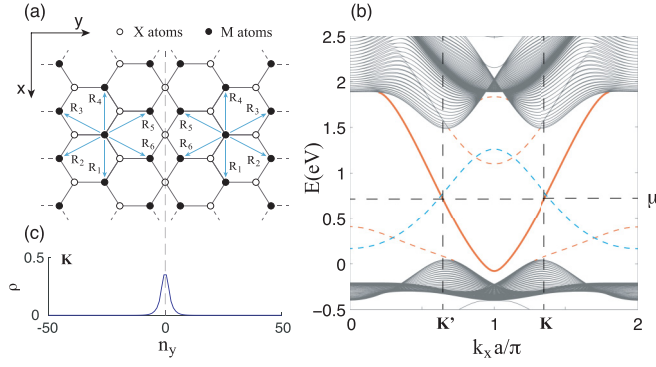 (a)
y
X atoms
M atoms
x
R₄
R₃
R₅
R₆
R₂
R₁
R₄
R₃
R₅
R₆
R₂
R₁
(c)
K
0.5
ρ
0
-50
0
50
n_y
(b)
2.5
2
1.5
1
0.5
0
−0.5
E(eV)
μ
0
K'
1
K
2
kₓa/π